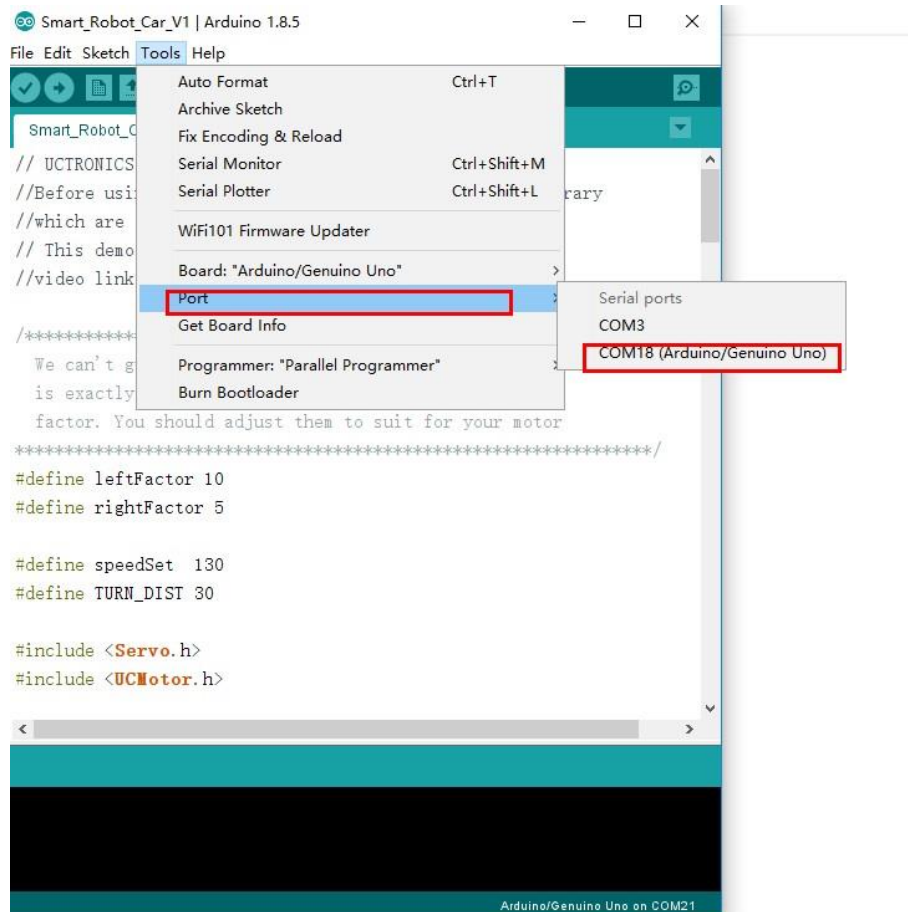 Smart_Robot_Car_V1 | Arduino 1.8.5
File Edit Sketch Tools Help
Auto Format Ctrl+T
Archive Sketch
Fix Encoding & Reload
Serial Monitor Ctrl+Shift+M
Serial Plotter Ctrl+Shift+L
WiFi101 Firmware Updater
Board: "Arduino/Genuino Uno"
Port
Get Board Info
Programmer: "Parallel Programmer"
Burn Bootloader
Serial ports
COM3
COM18 (Arduino/Genuino Uno)
Smart_Robot_C
// UCTRONICS
//Before usi rary
//which are
// This demo
//video link
/************
We can't g
is exactly
factor. You should adjust them to suit for your motor
**************************************************************/
#define leftFactor 10
#define rightFactor 5
#define speedSet  130
#define TURN_DIST 30
#include <Servo.h>
#include <UCMotor.h>
Arduino/Genuino Uno on COM21